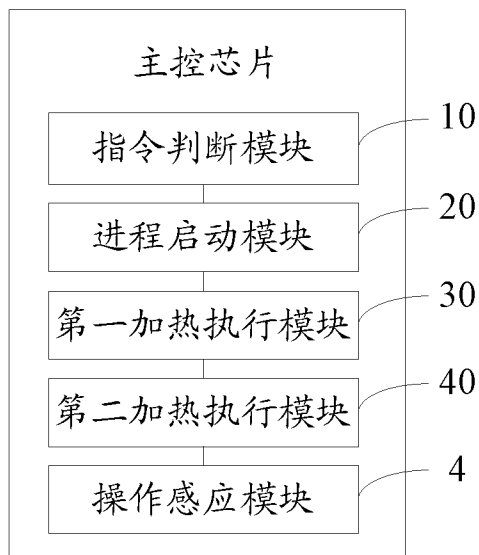 主控芯片
指令判断模块 10
进程启动模块 20
第一加热执行模块 30
第二加热执行模块 40
操作感应模块 4